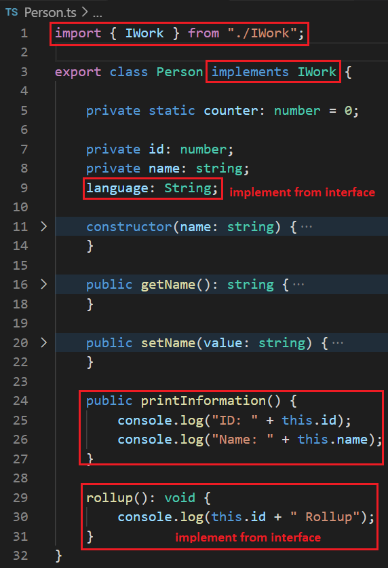 TS Person.ts > ...
1 import { IWork } from "./IWork";
2
3 export class Person implements IWork {
4
5     private static counter: number = 0;
6
7     private id: number;
8     private name: string;
9     language: String; implement from interface
10
11 >     constructor(name: string) {···
14     }
15
16 >     public getName(): string {···
18     }
19
20 >     public setName(value: string) {···
22     }
23
24     public printInformation() {
25         console.log("ID: " + this.id);
26         console.log("Name: " + this.name);
27     }
28
29     rollup(): void {
30         console.log(this.id + " Rollup");
31     } implement from interface
32 }